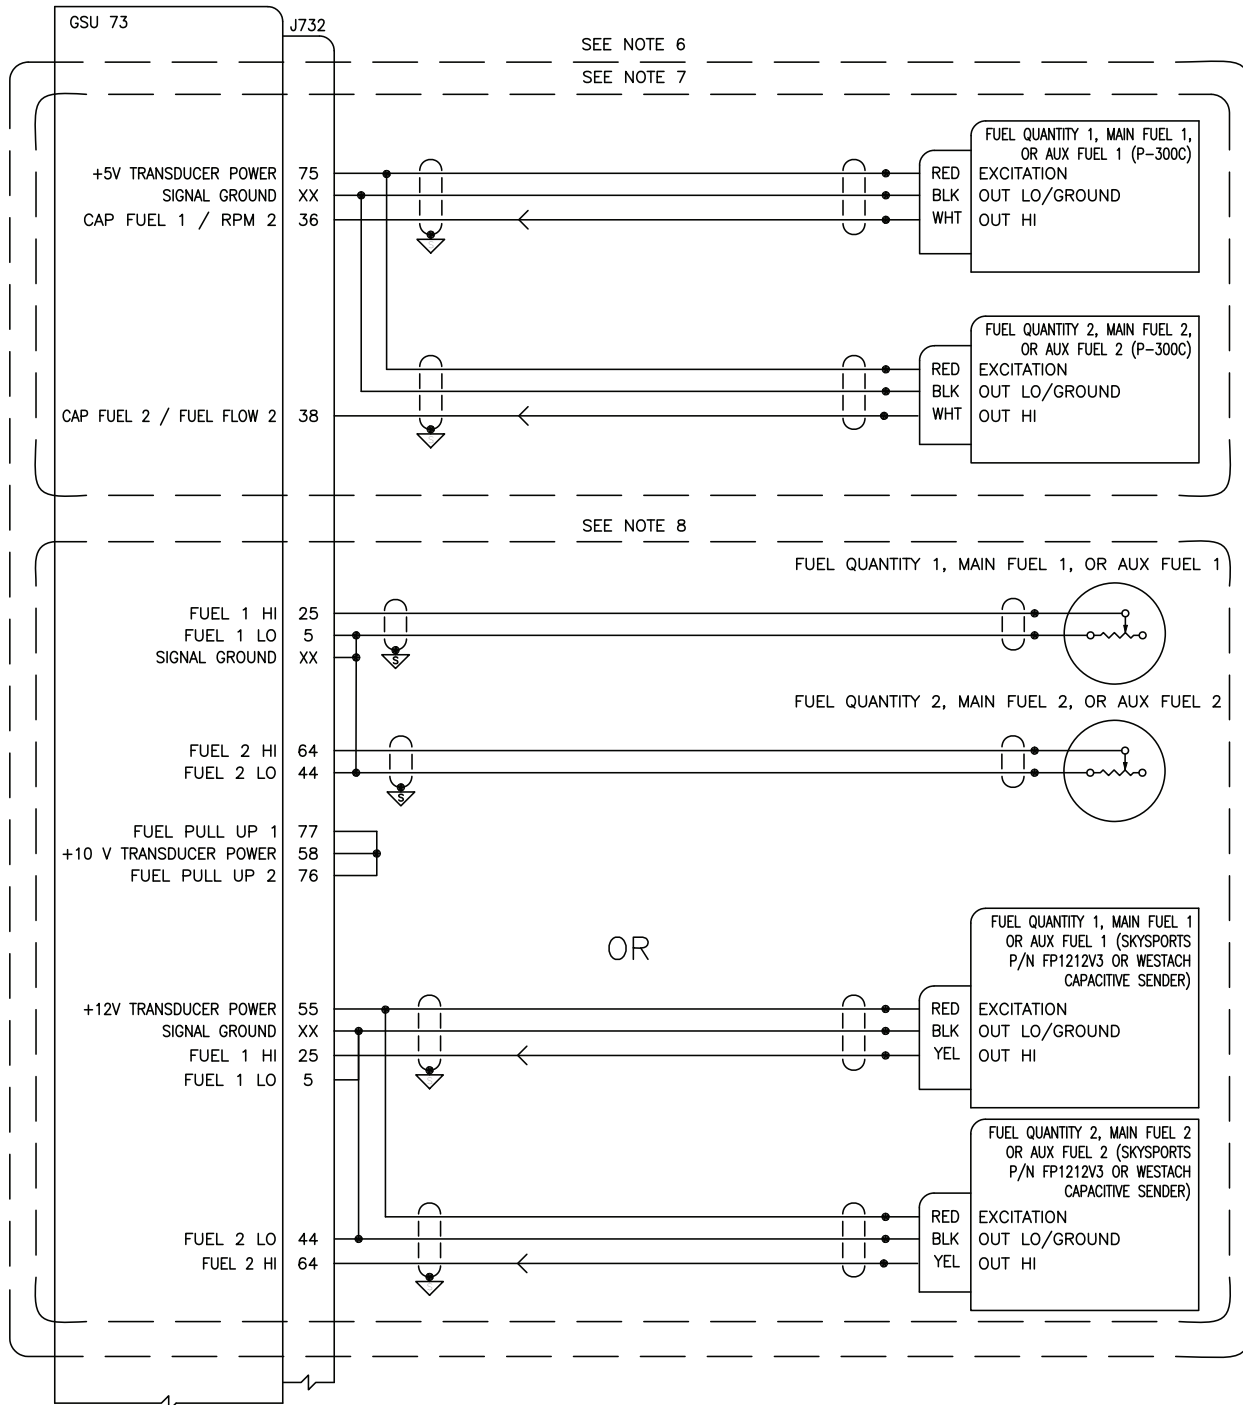 GSU 73
J732
SEE NOTE 6
SEE NOTE 7
FUEL QUANTITY 1, MAIN FUEL 1,
OR AUX FUEL 1 (P-300C)
+5V TRANSDUCER POWER 75 RED EXCITATION
SIGNAL GROUND XX BLK OUT LO/GROUND
CAP FUEL 1 / RPM 2 36 WHT OUT HI
FUEL QUANTITY 2, MAIN FUEL 2,
OR AUX FUEL 2 (P-300C)
RED EXCITATION
BLK OUT LO/GROUND
CAP FUEL 2 / FUEL FLOW 2 38 WHT OUT HI
SEE NOTE 8
FUEL QUANTITY 1, MAIN FUEL 1, OR AUX FUEL 1
FUEL 1 HI 25
FUEL 1 LO 5
SIGNAL GROUND XX
S
FUEL QUANTITY 2, MAIN FUEL 2, OR AUX FUEL 2
FUEL 2 HI 64
FUEL 2 LO 44
S
FUEL PULL UP 1 77
+10 V TRANSDUCER POWER 58
FUEL PULL UP 2 76
OR
FUEL QUANTITY 1, MAIN FUEL 1
OR AUX FUEL 1 (SKYSPORTS
P/N FP1212V3 OR WESTACH
CAPACITIVE SENDER)
+12V TRANSDUCER POWER 55 RED EXCITATION
SIGNAL GROUND XX BLK OUT LO/GROUND
FUEL 1 HI 25 YEL OUT HI
FUEL 1 LO 5
FUEL QUANTITY 2, MAIN FUEL 2
OR AUX FUEL 2 (SKYSPORTS
P/N FP1212V3 OR WESTACH
CAPACITIVE SENDER)
RED EXCITATION
FUEL 2 LO 44 BLK OUT LO/GROUND
FUEL 2 HI 64 YEL OUT HI